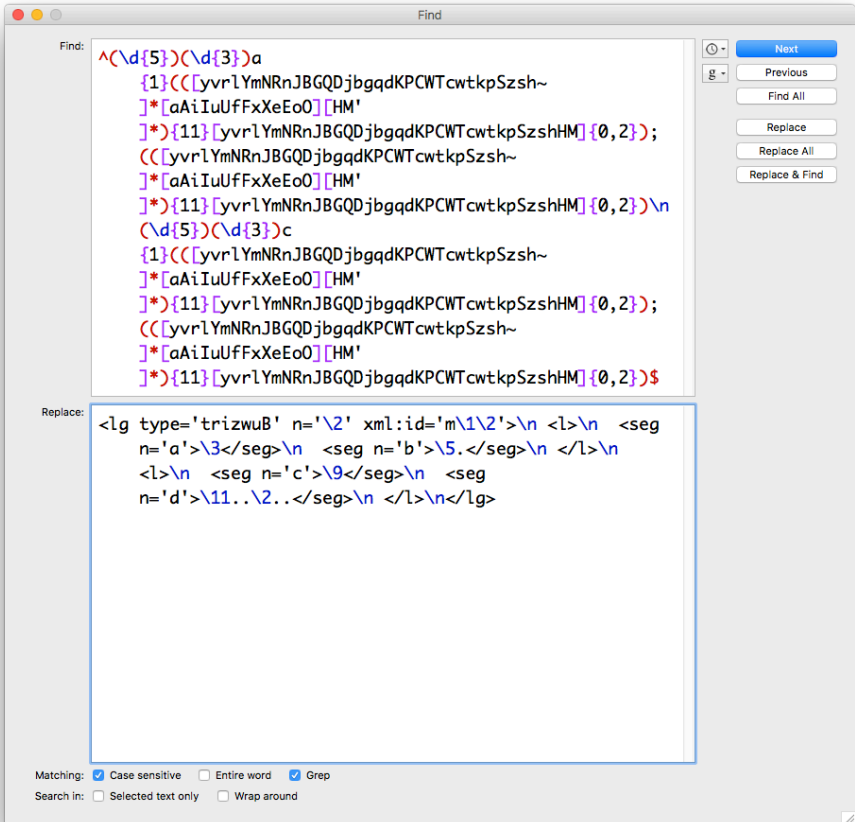 Find
Find:
^(\d{5})(\d{3})a
{1}(([yvrlYmNRnJBGQDjbgqdKPCWTcwtkpSzsh~
]*[aAiIuUfFxXeEoO][HM'
]*){11}[yvrlYmNRnJBGQDjbgqdKPCWTcwtkpSzshHM]{0,2});
(([yvrlYmNRnJBGQDjbgqdKPCWTcwtkpSzsh~
]*[aAiIuUfFxXeEoO][HM'
]*){11}[yvrlYmNRnJBGQDjbgqdKPCWTcwtkpSzshHM]{0,2})\n
(\d{5})(\d{3})c
{1}(([yvrlYmNRnJBGQDjbgqdKPCWTcwtkpSzsh~
]*[aAiIuUfFxXeEoO][HM'
]*){11}[yvrlYmNRnJBGQDjbgqdKPCWTcwtkpSzshHM]{0,2});
(([yvrlYmNRnJBGQDjbgqdKPCWTcwtkpSzsh~
]*[aAiIuUfFxXeEoO][HM'
]*){11}[yvrlYmNRnJBGQDjbgqdKPCWTcwtkpSzshHM]{0,2})$
g
Next
Previous
Find All
Replace
Replace All
Replace & Find
Replace:
<lg type='trizwuB' n='\2' xml:id='m\1\2'>\n <l>\n  <seg
n='a'>\3</seg>\n  <seg n='b'>\5.</seg>\n </l>\n
<l>\n  <seg n='c'>\9</seg>\n  <seg
n='d'>\11..\2..</seg>\n </l>\n</lg>
Matching: Case sensitive Entire word Grep
Search in: Selected text only Wrap around